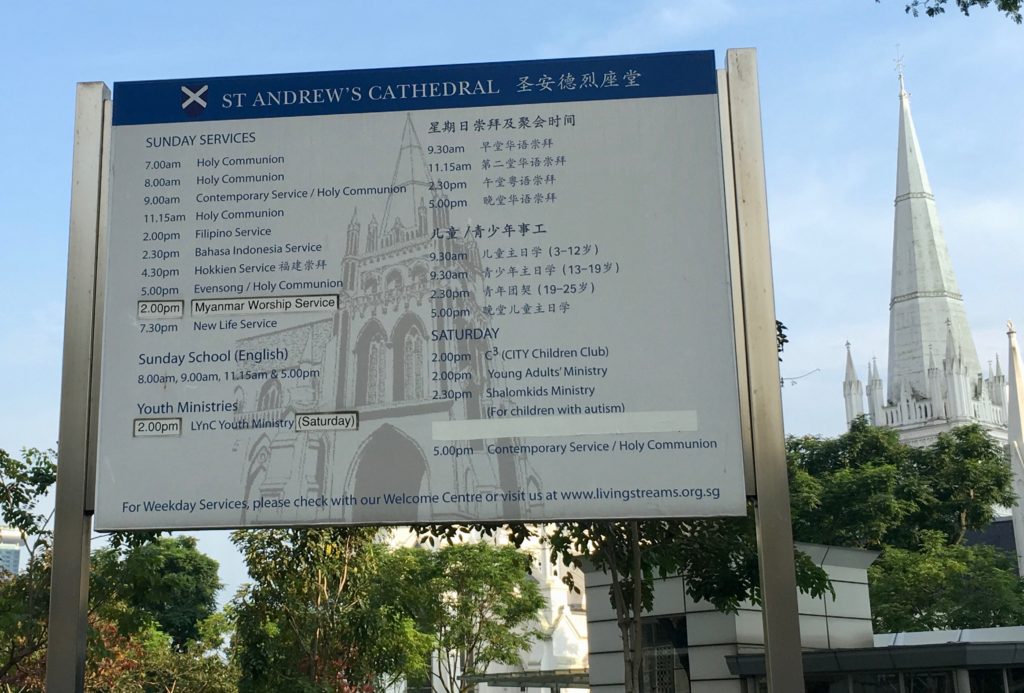 ST ANDREW'S CATHEDRAL 圣安德烈座堂
SUNDAY SERVICES
7.00am Holy Communion
8.00am Holy Communion
9.00am Contemporary Service / Holy Communion
11.15am Holy Communion
2.00pm Filipino Service
2.30pm Bahasa Indonesia Service
4.30pm Hokkien Service 福建崇拜
5.00pm Evensong / Holy Communion
2.00pm Myanmar Worship Service
7.30pm New Life Service
Sunday School (English)
8.00am, 9.00am, 11.15am & 5.00pm
Youth Ministries
2.00pm LYnC Youth Ministry (Saturday)
星期日崇拜及聚会时间
9.30am 早堂华语崇拜
11.15am 第二堂华语崇拜
2.30pm 午堂粤语崇拜
5.00pm 晚堂华语崇拜
儿童/青少年事工
9.30am 儿童主日学 (3-12岁)
9.30am 青少年主日学 (13-19岁)
2.30pm 青年团契 (19-25岁)
5.00pm 晚堂儿童主日学
SATURDAY
2.00pm C³ (CITY Children Club)
2.00pm Young Adults' Ministry
2.30pm Shalomkids Ministry
(For children with autism)
5.00pm Contemporary Service / Holy Communion
For Weekday Services, please check with our Welcome Centre or visit us at www.livingstreams.org.sg